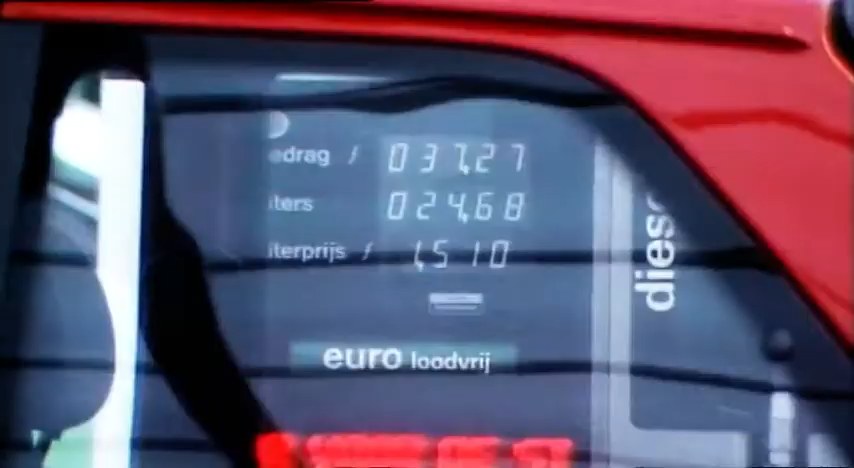 edrag f 037,27
iters 024,68
iterprijs f 1,510
euro loodvrij
dies